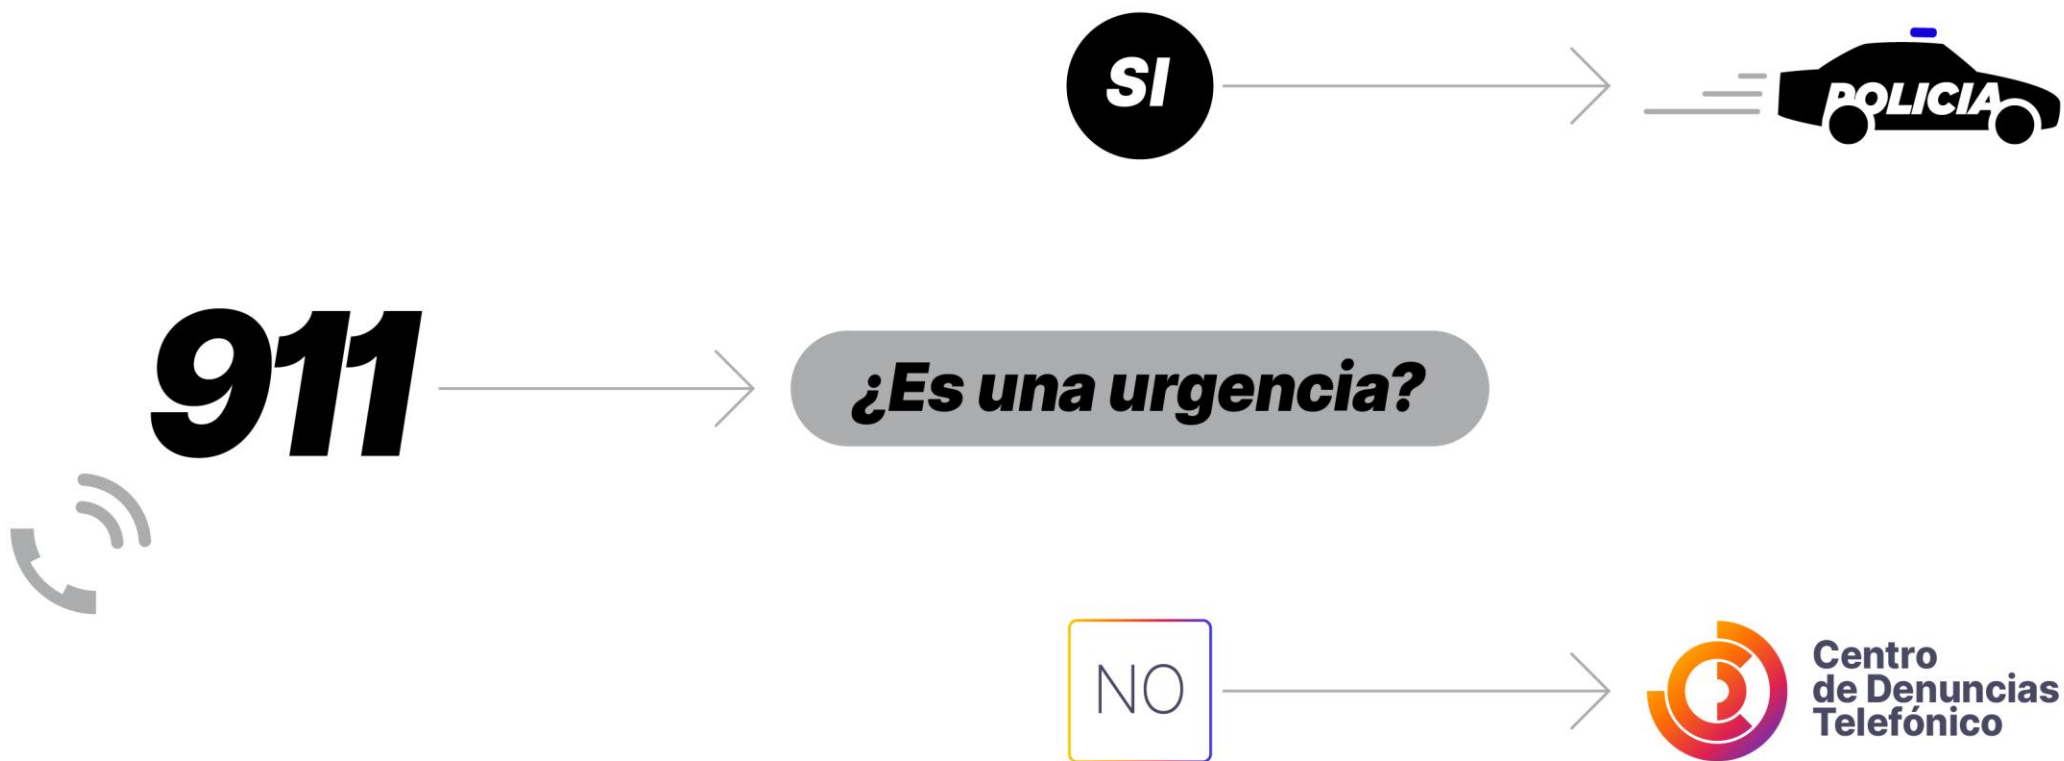 SI
POLICIA
911
¿Es una urgencia?
NO
Centro
de Denuncias
Telefónico